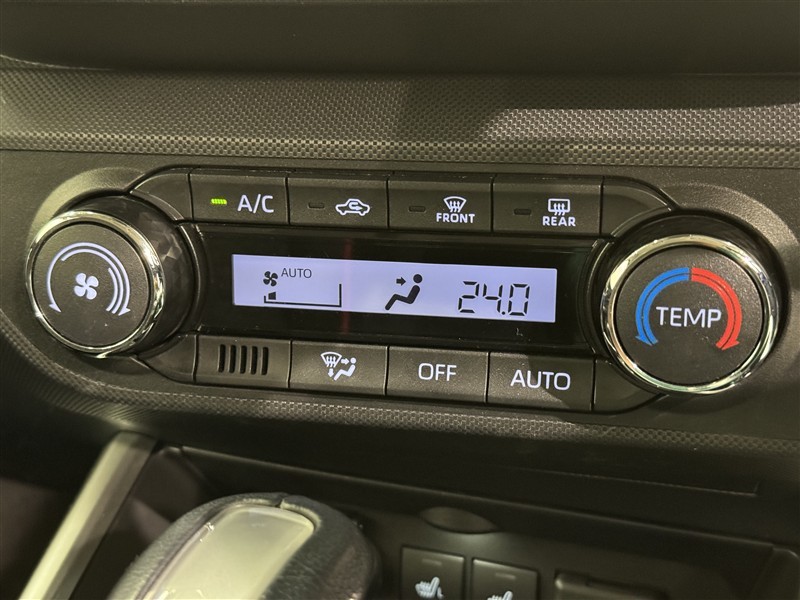 A/C
FRONT
REAR
AUTO
24.0
TEMP
OFF
AUTO